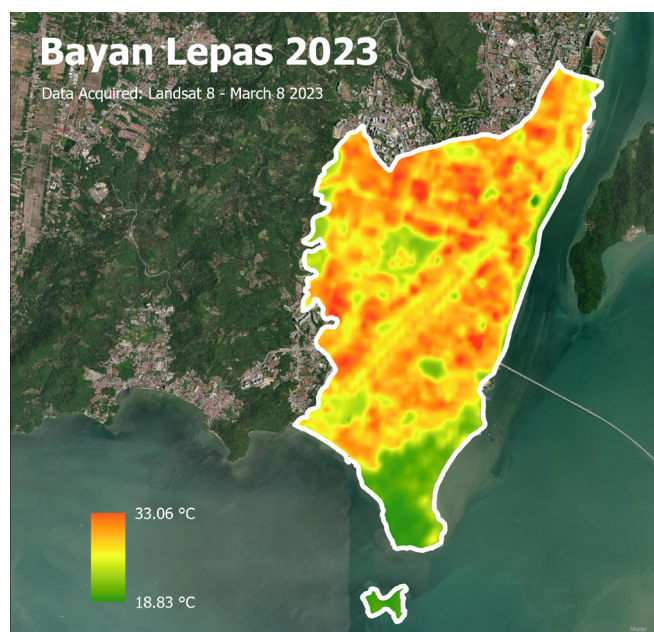 Bayan Lepas 2023
Data Acquired: Landsat 8 - March 8 2023
33.06 °C
18.83 °C